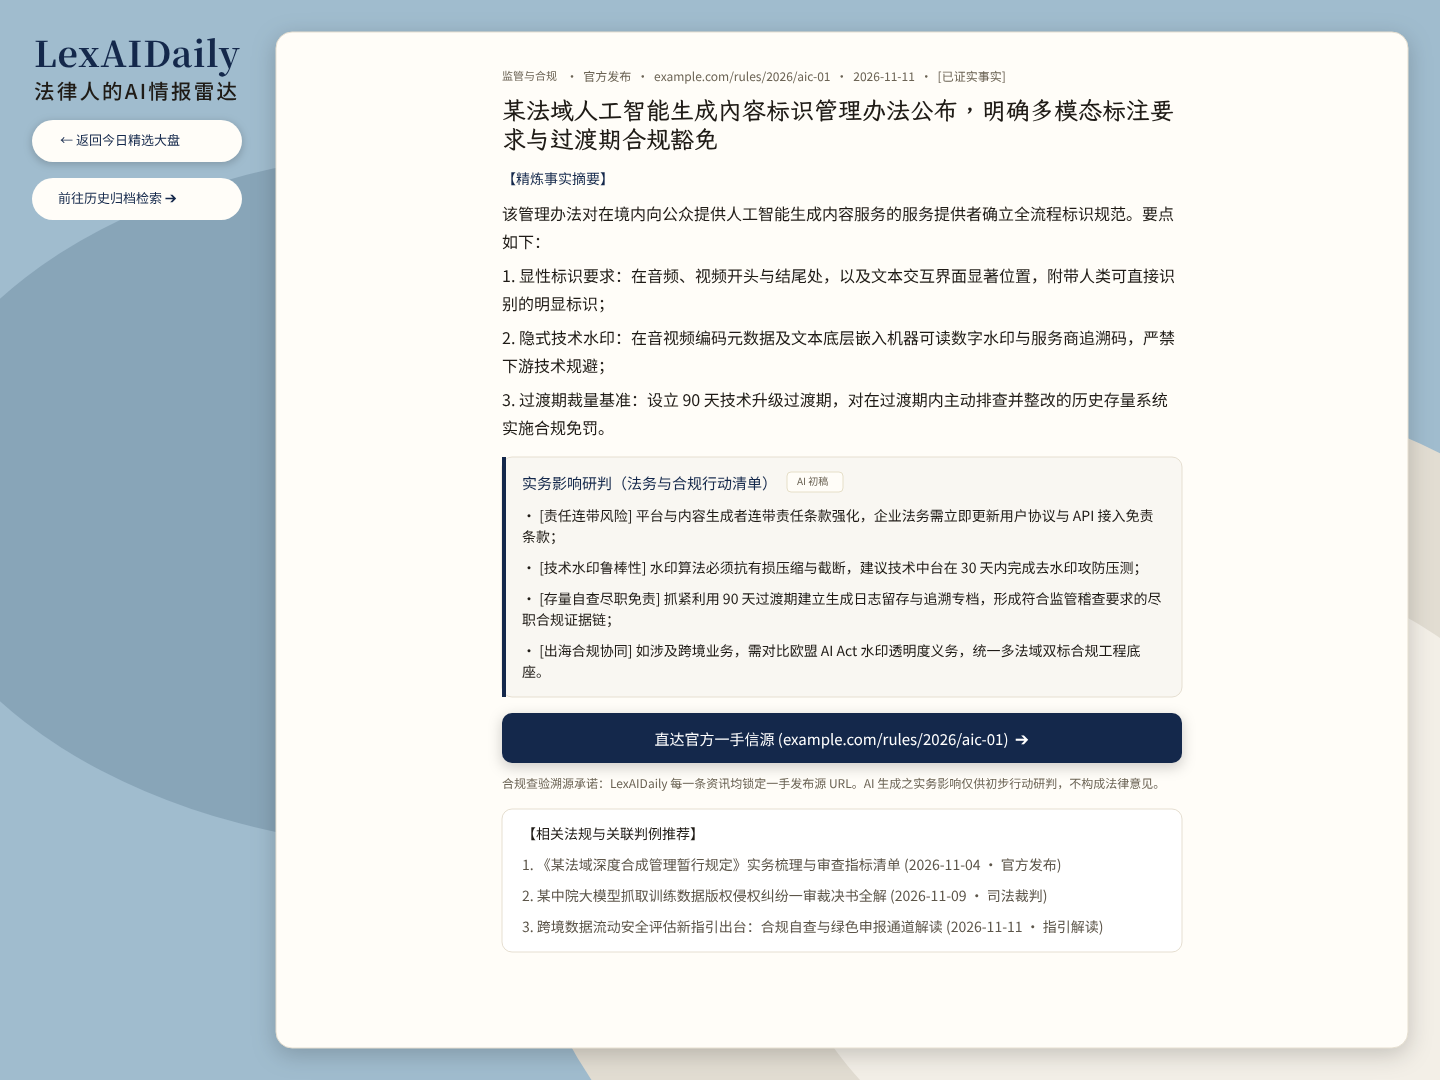 LexAIDaily
法律人的AI情报雷达
← 返回今日精选大盘
前往历史归档检索 ➔
监管与合规 · 官方发布 · example.com/rules/2026/aic-01 · 2026-11-11 · [已证实事实]
某法域人工智能生成内容标识管理办法公布，明确多模态标注要
求与过渡期合规豁免
【精炼事实摘要】
该管理办法对在境内向公众提供人工智能生成内容服务的服务提供者确立全流程标识规范。要点
如下：
1. 显性标识要求：在音频、视频开头与结尾处，以及文本交互界面显著位置，附带人类可直接识
别的明显标识；
2. 隐式技术水印：在音视频编码元数据及文本底层嵌入机器可读数字水印与服务商追溯码，严禁
下游技术规避；
3. 过渡期裁量基准：设立 90 天技术升级过渡期，对在过渡期内主动排查并整改的历史存量系统
实施合规免罚。
实务影响研判（法务与合规行动清单） AI 初稿
· [责任连带风险] 平台与内容生成者连带责任条款强化，企业法务需立即更新用户协议与 API 接入免责
条款；
· [技术水印鲁棒性] 水印算法必须抗有损压缩与截断，建议技术中台在 30 天内完成去水印攻防压测；
· [存量自查尽职免责] 抓紧利用 90 天过渡期建立生成日志留存与追溯专档，形成符合监管稽查要求的尽
职合规证据链；
· [出海合规协同] 如涉及跨境业务，需对比欧盟 AI Act 水印透明度义务，统一多法域双标合规工程底
座。
直达官方一手信源 (example.com/rules/2026/aic-01) ➔
合规查验溯源承诺：LexAIDaily 每一条资讯均锁定一手发布源 URL。AI 生成之实务影响仅供初步行动研判，不构成法律意见。
【相关法规与关联判例推荐】
1. 《某法域深度合成管理暂行规定》实务梳理与审查指标清单 (2026-11-04 · 官方发布)
2. 某中院大模型抓取训练数据版权侵权纠纷一审裁决书全解 (2026-11-09 · 司法裁判)
3. 跨境数据流动安全评估新指引出台：合规自查与绿色申报通道解读 (2026-11-11 · 指引解读)